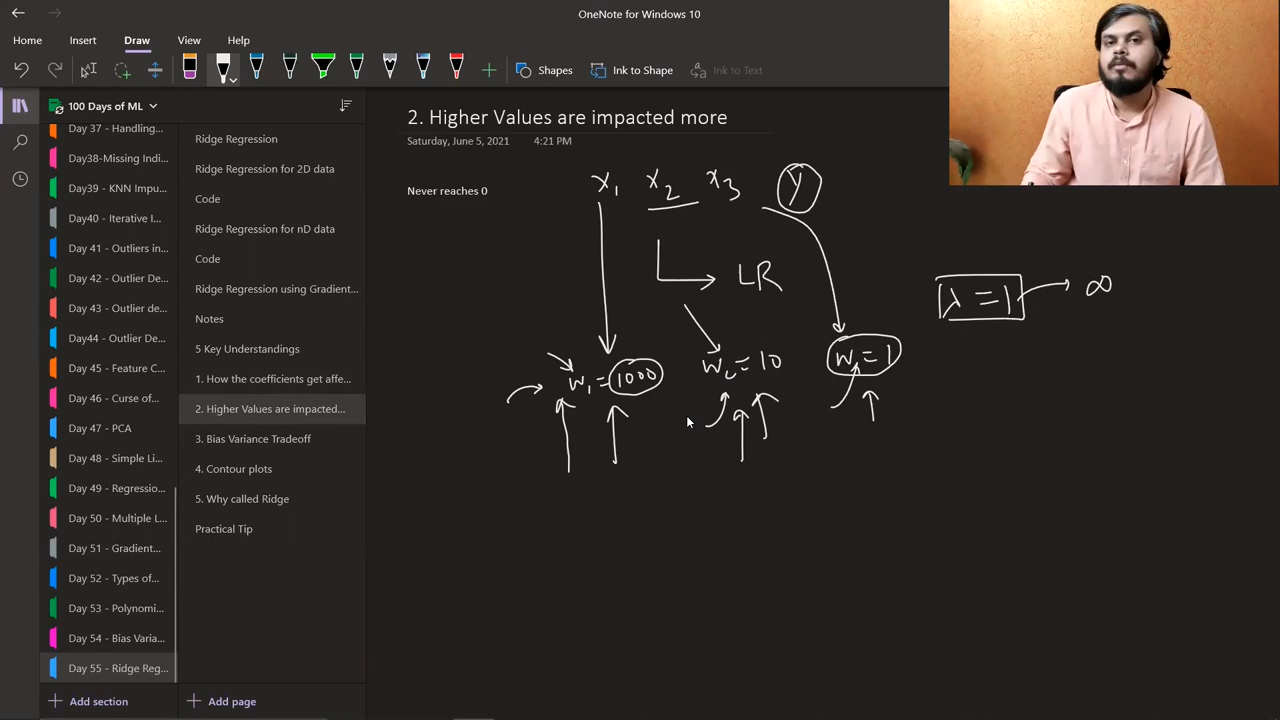 OneNote for Windows 10
Home Insert Draw View Help
Shapes Ink to Shape Ink to Text
100 Days of ML
Day 37 - Handling...
Day38-Missing Indi...
Day39 - KNN Impu...
Day40 - Iterative I...
Day 41 - Outliers in...
Day 42 - Outlier De...
Day 43 - Outlier de...
Day44 - Outlier De...
Day 45 - Feature C...
Day 46 - Curse of...
Day 47 - PCA
Day 48 - Simple Li...
Day 49 - Regressio...
Day 50 - Multiple L...
Day 51 - Gradient...
Day 52 - Types of...
Day 53 - Polynomi...
Day 54 - Bias Varia...
Day 55 - Ridge Reg...
Add section
Ridge Regression
Ridge Regression for 2D data
Code
Ridge Regression for nD data
Code
Ridge Regression using Gradient...
Notes
5 Key Understandings
1. How the coefficients get affe...
2. Higher Values are impacted...
3. Bias Variance Tradeoff
4. Contour plots
5. Why called Ridge
Practical Tip
Add page
2. Higher Values are impacted more
Saturday, June 5, 2021 4:21 PM
Never reaches 0
x₁ x₂ x₃ y
LR
λ = 1 → ∞
w₁ = 1000 w₂ = 10 = 1